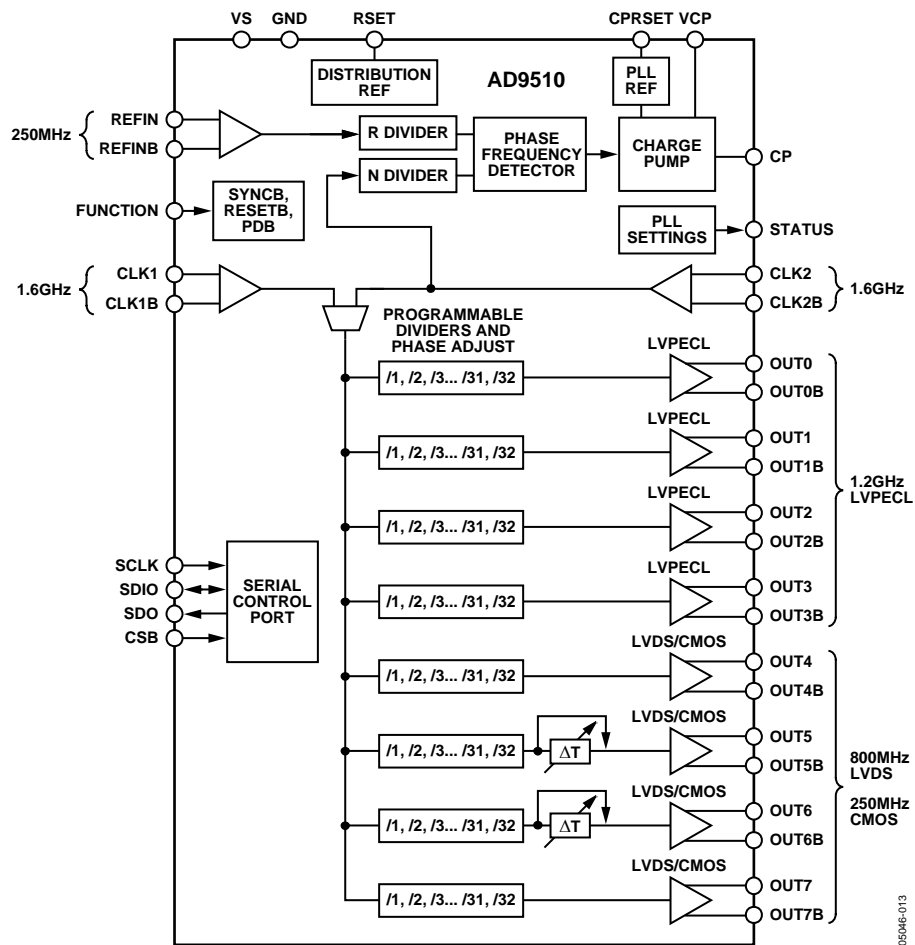 VS
GND
RSET
CPRSET
VCP
DISTRIBUTION
REF
AD9510
PLL
REF
250MHz
REFIN
REFINB
R DIVIDER
N DIVIDER
PHASE
FREQUENCY
DETECTOR
CHARGE
PUMP
CP
FUNCTION
SYNCB,
RESETB,
PDB
PLL
SETTINGS
STATUS
1.6GHz
CLK1
CLK1B
CLK2
CLK2B
1.6GHz
PROGRAMMABLE
DIVIDERS AND
PHASE ADJUST
LVPECL
/1, /2, /3... /31, /32
OUT0
OUT0B
LVPECL
/1, /2, /3... /31, /32
OUT1
OUT1B
1.2GHz
LVPECL
LVPECL
/1, /2, /3... /31, /32
OUT2
OUT2B
LVPECL
/1, /2, /3... /31, /32
OUT3
OUT3B
SCLK
SDIO
SDO
CSB
SERIAL
CONTROL
PORT
LVDS/CMOS
/1, /2, /3... /31, /32
OUT4
OUT4B
LVDS/CMOS
/1, /2, /3... /31, /32
ΔT
OUT5
OUT5B
800MHz
LVDS
250MHz
CMOS
LVDS/CMOS
/1, /2, /3... /31, /32
ΔT
OUT6
OUT6B
LVDS/CMOS
/1, /2, /3... /31, /32
OUT7
OUT7B
05046-013